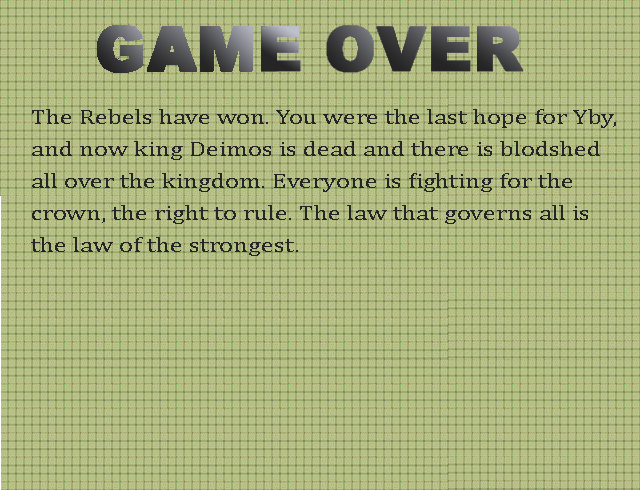 GAME OVER
The Rebels have won. You were the last hope for Yby,
and now king Deimos is dead and there is blodshed
all over the kingdom. Everyone is fighting for the
crown, the right to rule. The law that governs all is
the law of the strongest.